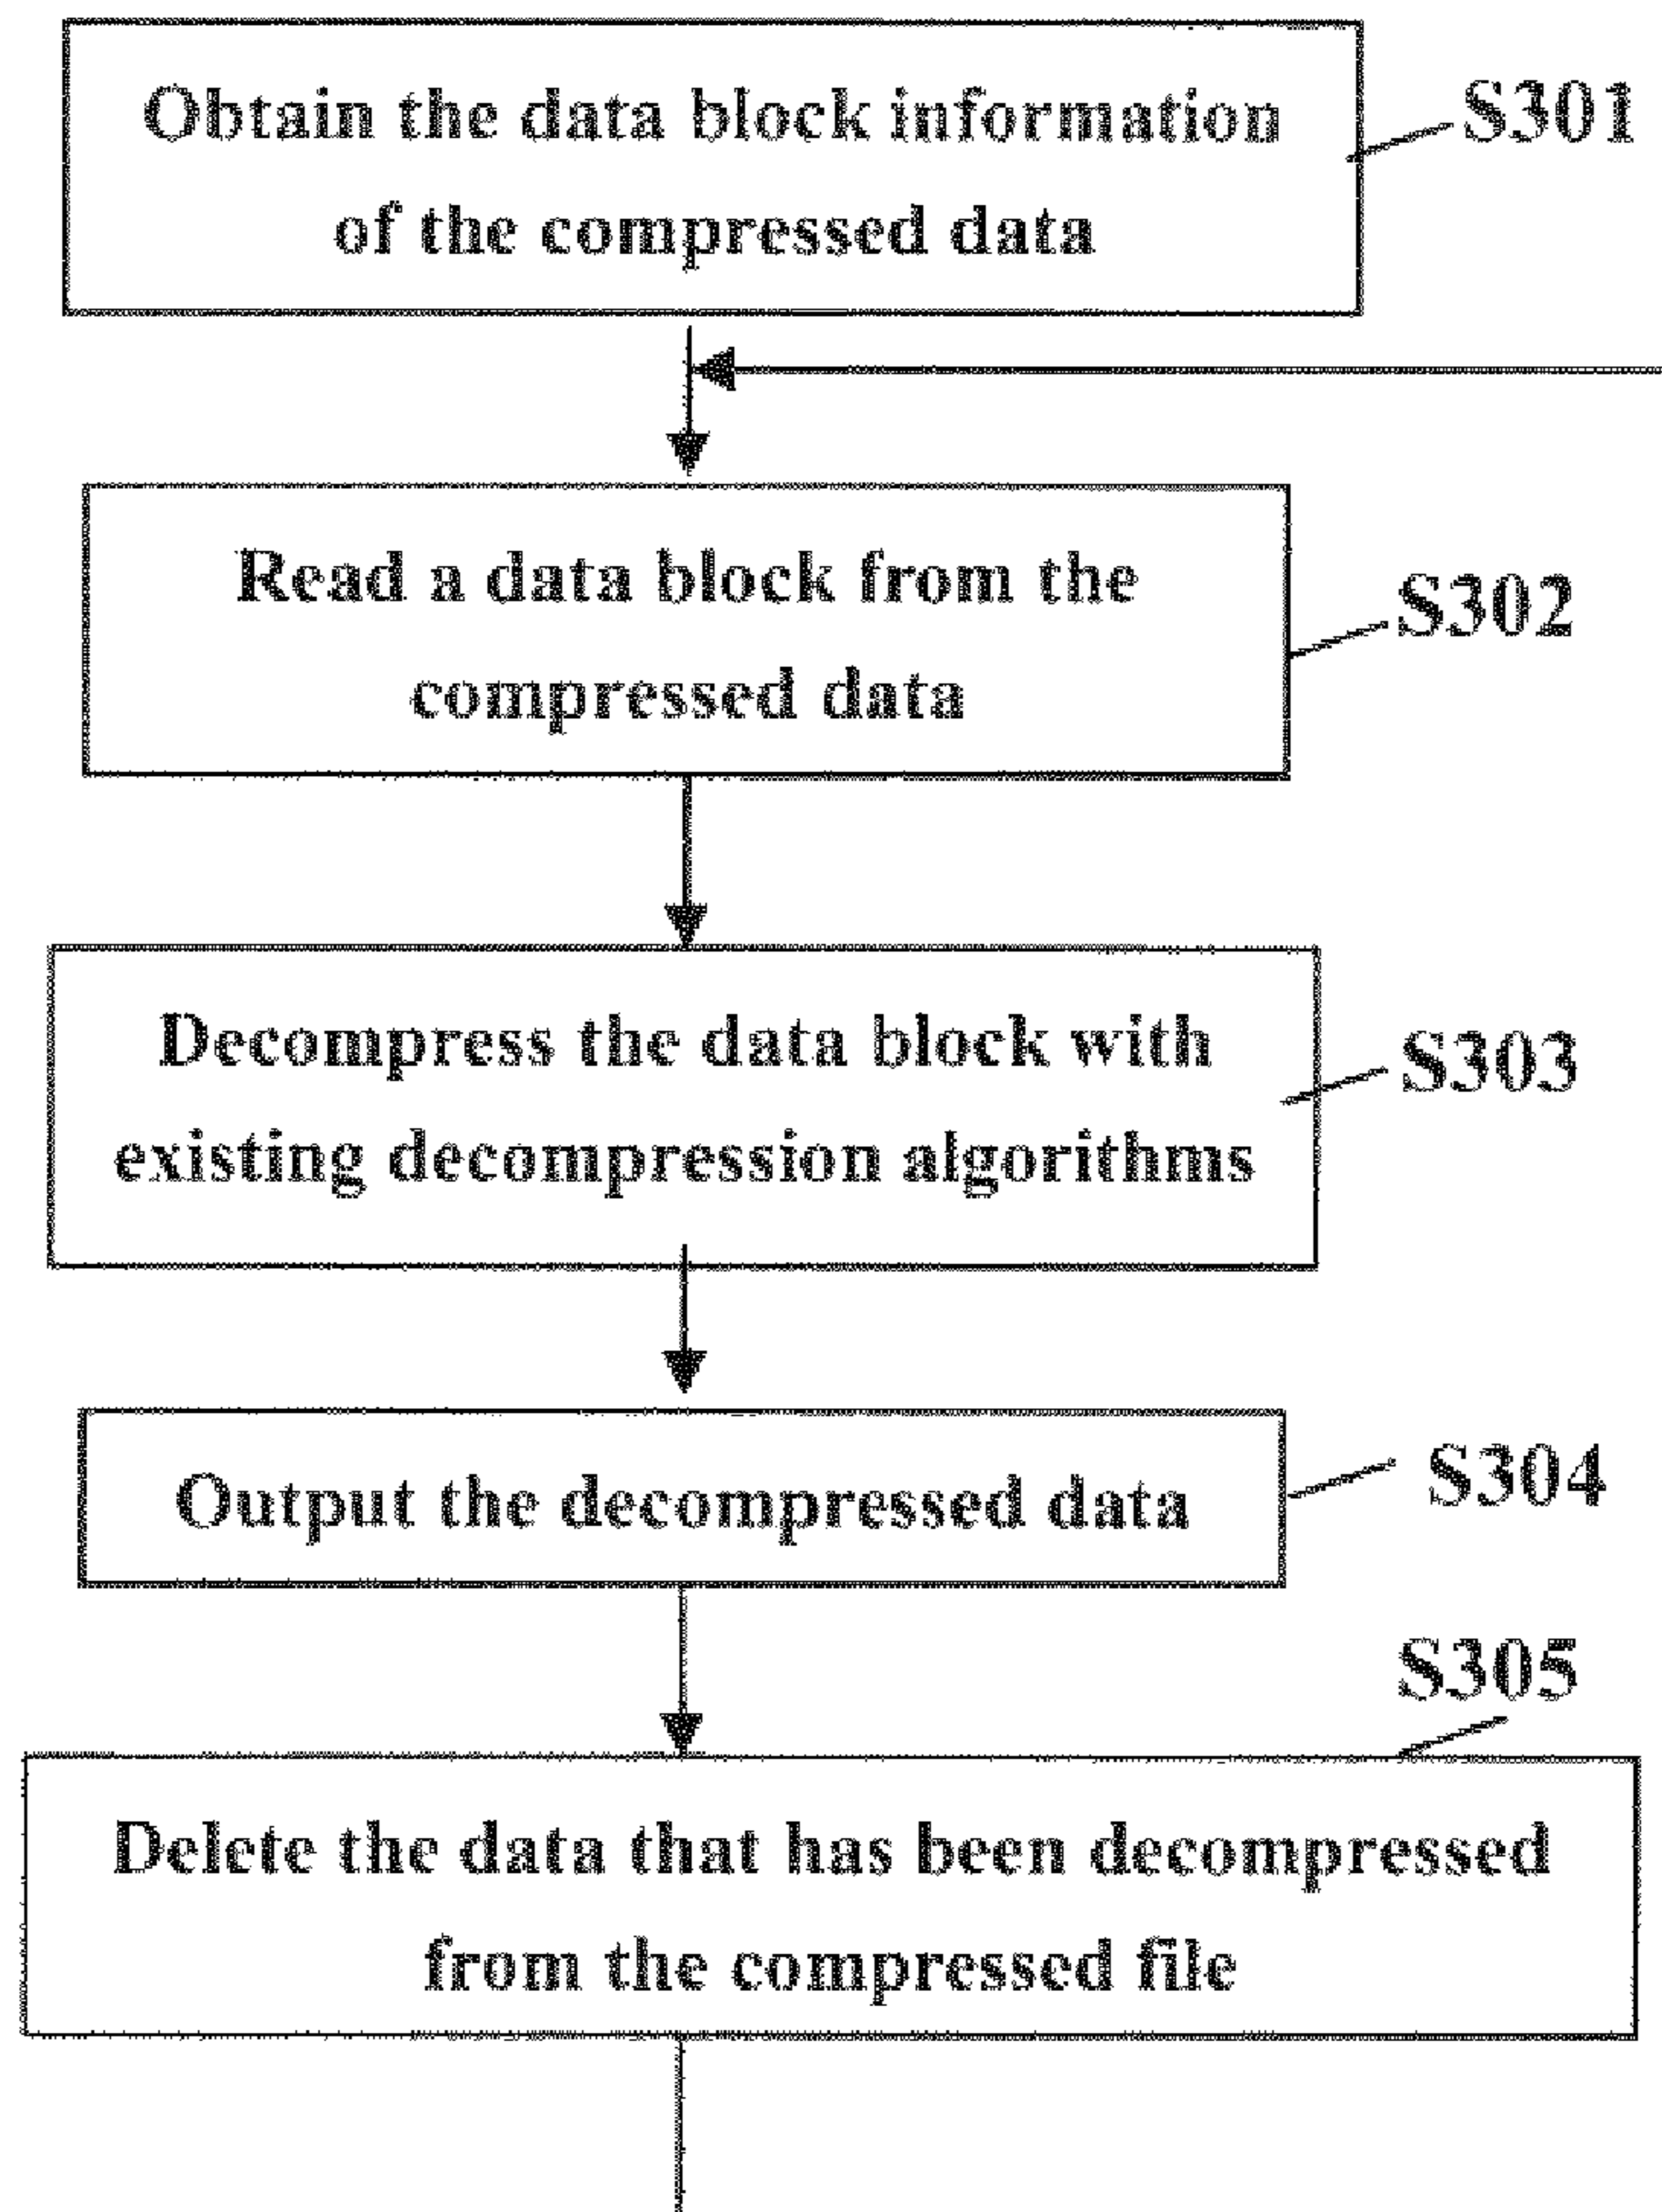 Obtain the data block information
of the compressed data
S301
Read a data block from the
compressed data
S302
Decompress the data block with
existing decompression algorithms
S303
Output the decompressed data
S304
S305
Delete the data that has been decompressed
from the compressed file